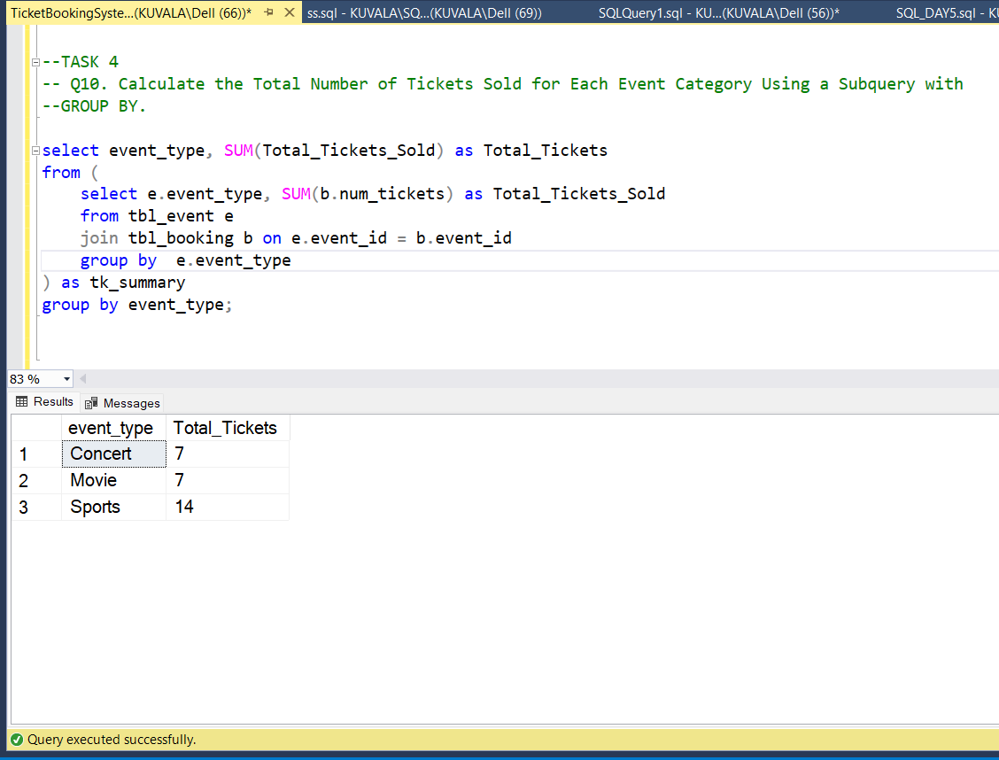 TicketBookingSyste...(KUVALA\Dell (66))* ss.sql - KUVALA\SQ...(KUVALA\Dell (69)) SQLQuery1.sql - KU...(KUVALA\Dell (56))* SQL_DAY5.sql - KU
--TASK 4
-- Q10. Calculate the Total Number of Tickets Sold for Each Event Category Using a Subquery with
--GROUP BY.
select event_type, SUM(Total_Tickets_Sold) as Total_Tickets
from (
select e.event_type, SUM(b.num_tickets) as Total_Tickets_Sold
from tbl_event e
join tbl_booking b on e.event_id = b.event_id
group by  e.event_type
) as tk_summary
group by event_type;
83 %
Results Messages
event_type Total_Tickets
1 Concert 7
2 Movie 7
3 Sports 14
Query executed successfully.